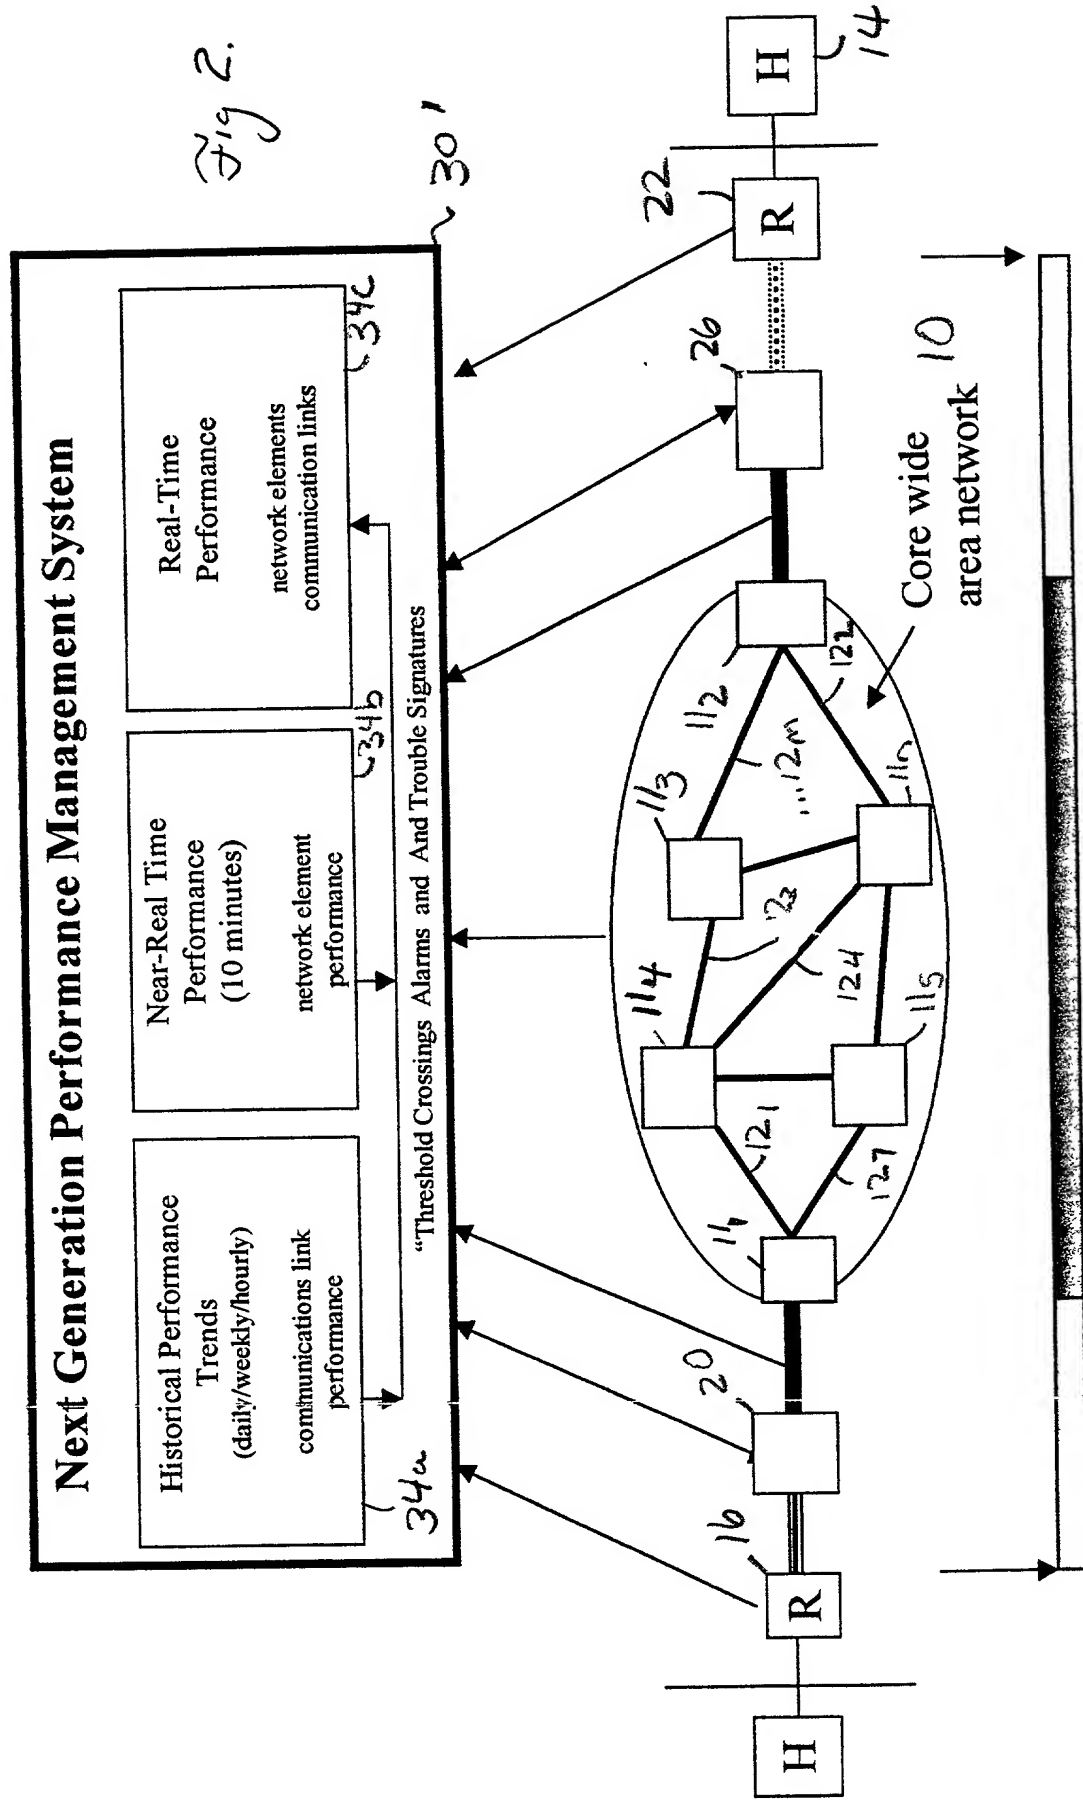 Fig 2.
Next Generation Performance Management System
30'
Historical Performance
Trends
(daily/weekly/hourly)
communications link
performance
34a
Near-Real Time
Performance
(10 minutes)
network element
performance
34b
Real-Time
Performance
network elements
communication links
34c
"Threshold Crossings Alarms and And Trouble Signatures
H
R
16
20
11₁
12₁
127
11₄
11₅
12₃
124
11₃
11n
...12m
11₂
122
26
R
22
H
14
Core wide
area network
10